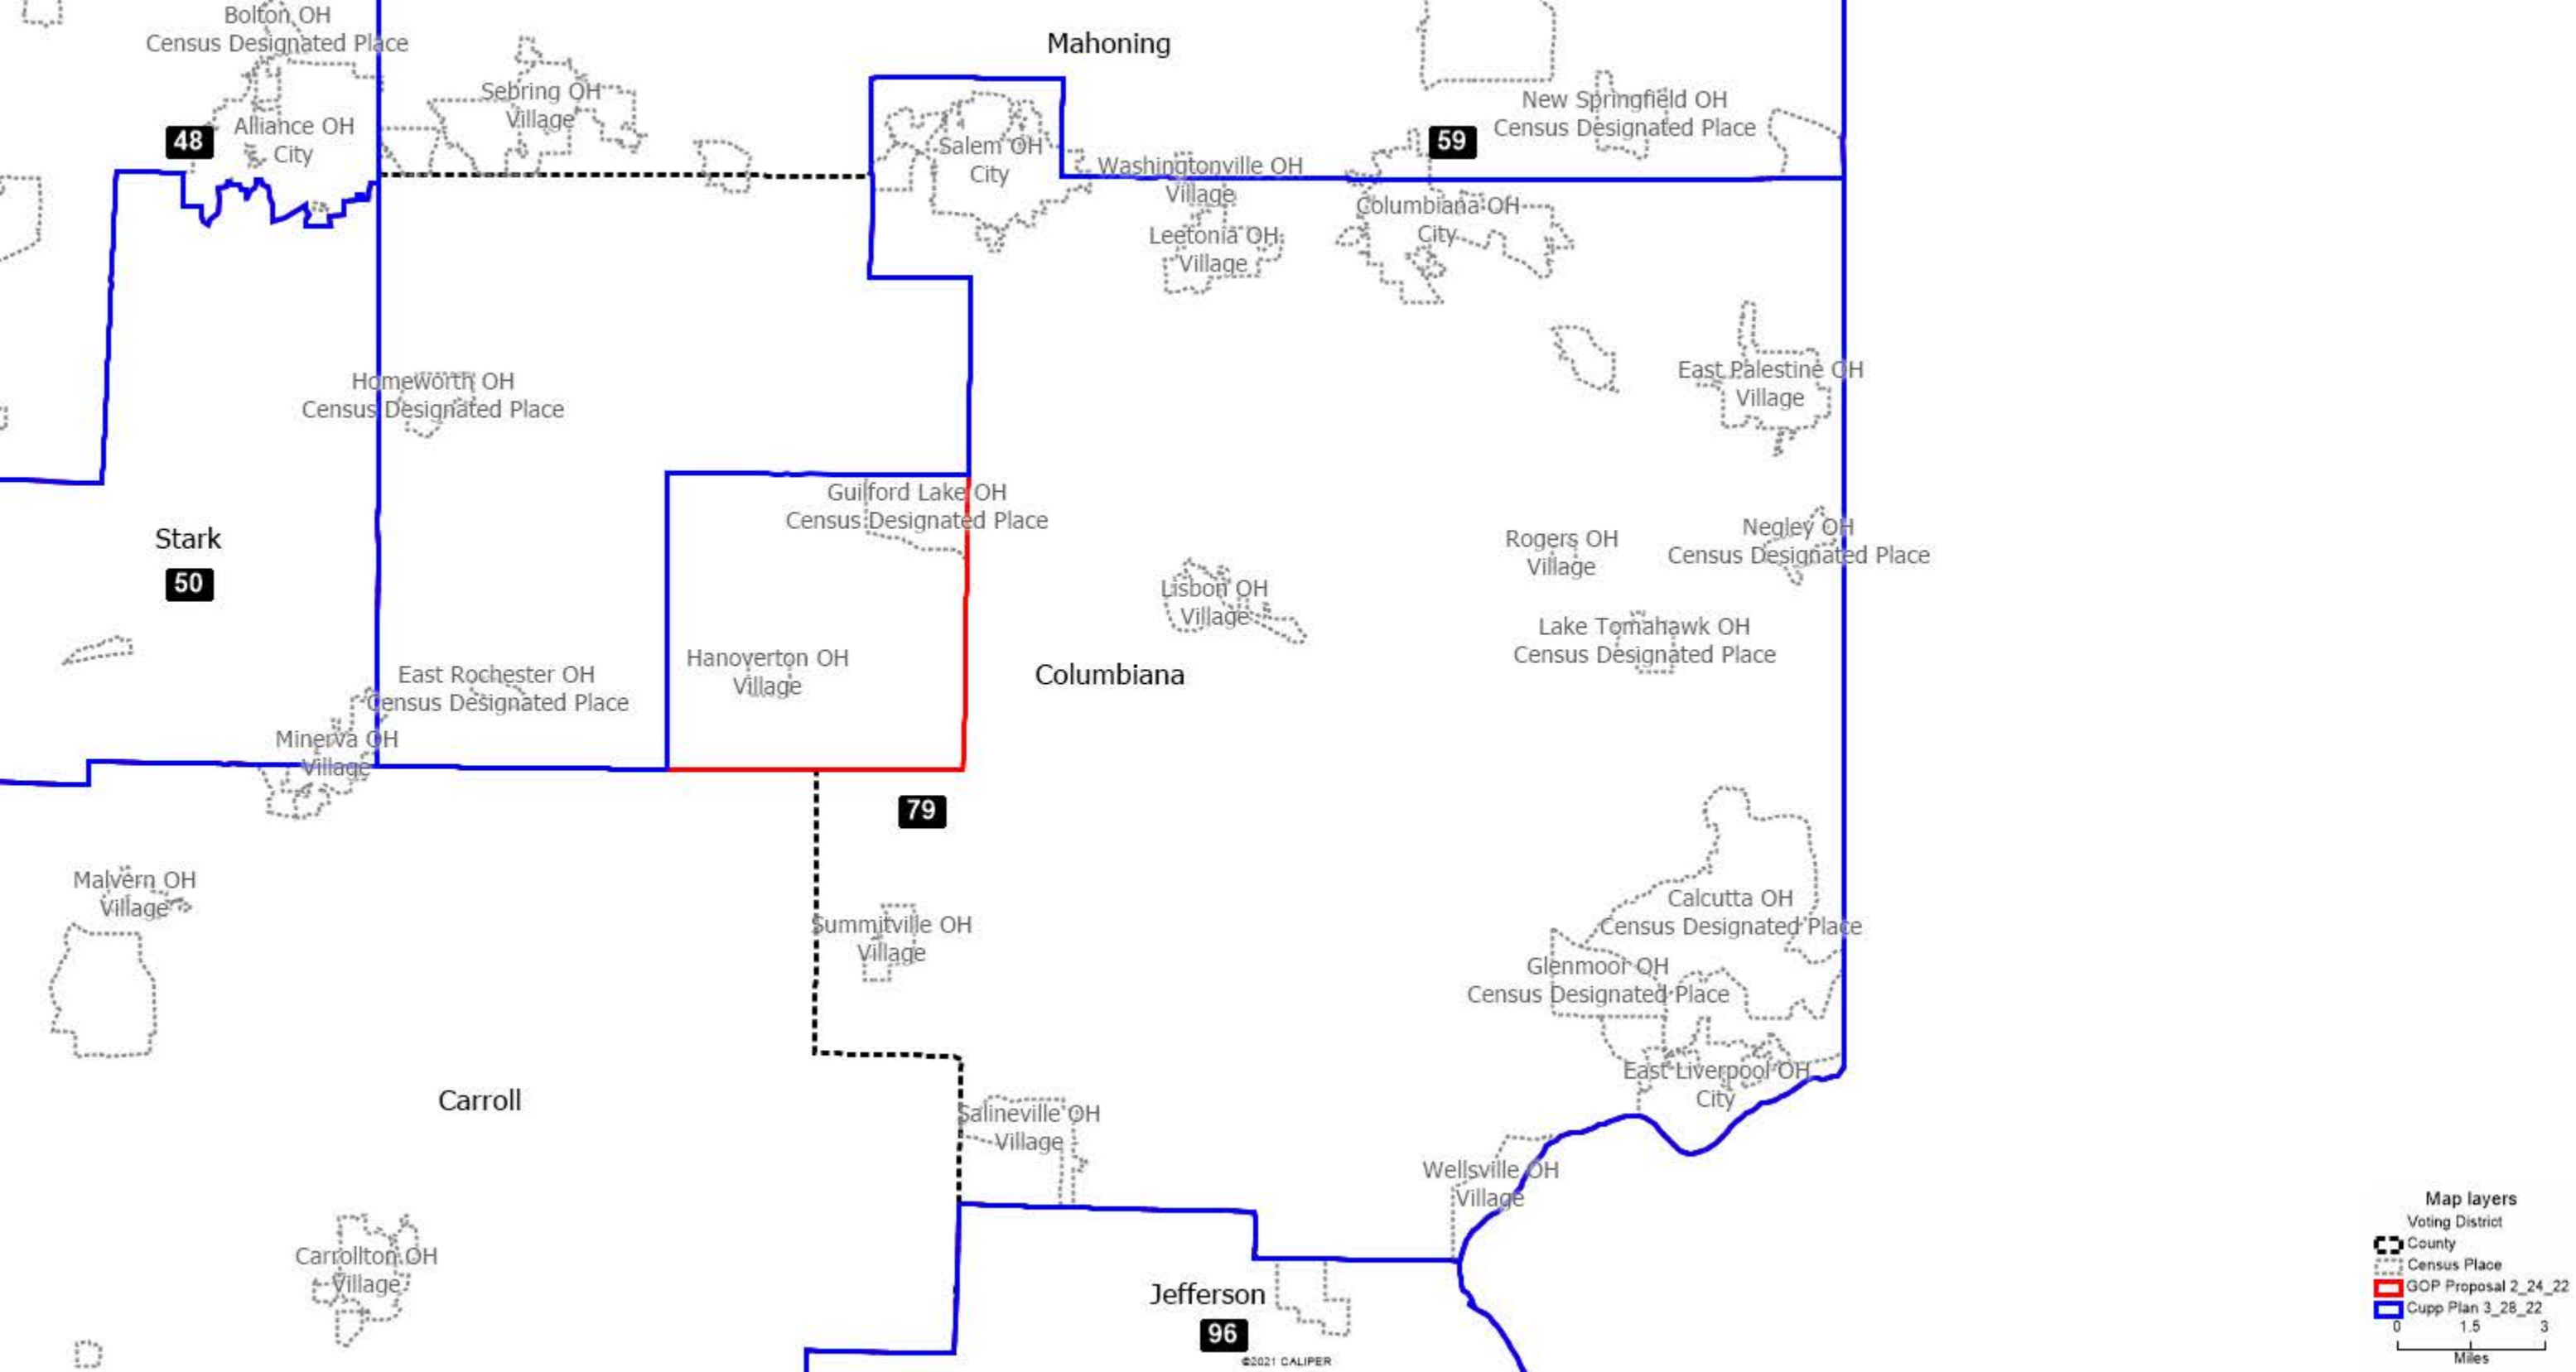 Bolton OH
Census Designated Place
Mahoning
Sebring OH
Village
New Springfield OH
Census Designated Place
48
Alliance OH
City
59
Salem OH
City
Washingtonville OH
Village
Columbiana OH
City
Leetonia OH
Village
East Palestine OH
Village
Homeworth OH
Census Designated Place
Guilford Lake OH
Census Designated Place
Stark
50
Rogers OH
Village
Negley OH
Census Designated Place
Lisbon OH
Village
Lake Tomahawk OH
Census Designated Place
Hanoverton OH
Village
East Rochester OH
Census Designated Place
Columbiana
Minerva OH
Village
79
Malvern OH
Village
Summitville OH
Village
Calcutta OH
Census Designated Place
Glenmoor OH
Census Designated Place
East Liverpool OH
City
Carroll
Salineville OH
Village
Wellsville OH
Village
Carrollton OH
Village
Jefferson
96
©2021 CALIPER
Map layers
Voting District
County
Census Place
GOP Proposal 2_24_22
Cupp Plan 3_28_22
0 1.5 3
Miles